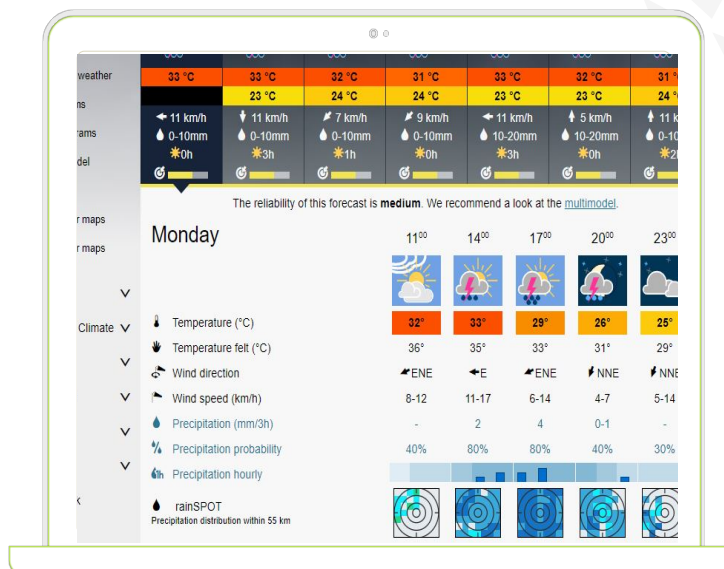 weather
33 °C 33 °C 32 °C 31 °C 33 °C 32 °C 31 °
ns
23 °C 24 °C 24 °C 23 °C 23 °C 24 °
11 km/h 11 km/h 7 km/h 9 km/h 11 km/h 5 km/h 11 k
rams
0-10mm 0-10mm 0-10mm 0-10mm 10-20mm 10-20mm 0-10
del
0h 3h 1h 0h 3h 0h 2
The reliability of this forecast is medium. We recommend a look at the multimodel.
r maps
Monday 11⁰⁰ 14⁰⁰ 17⁰⁰ 20⁰⁰ 23⁰⁰
r maps
Climate
Temperature (°C) 32° 33° 29° 26° 25°
Temperature felt (°C) 36° 35° 33° 31° 29°
Wind direction ENE E ENE NNE NNE
Wind speed (km/h) 8-12 11-17 6-14 4-7 5-14
Precipitation (mm/3h) - 2 4 0-1 -
Precipitation probability 40% 80% 80% 40% 30%
1h Precipitation hourly
rainSPOT
Precipitation distribution within 55 km